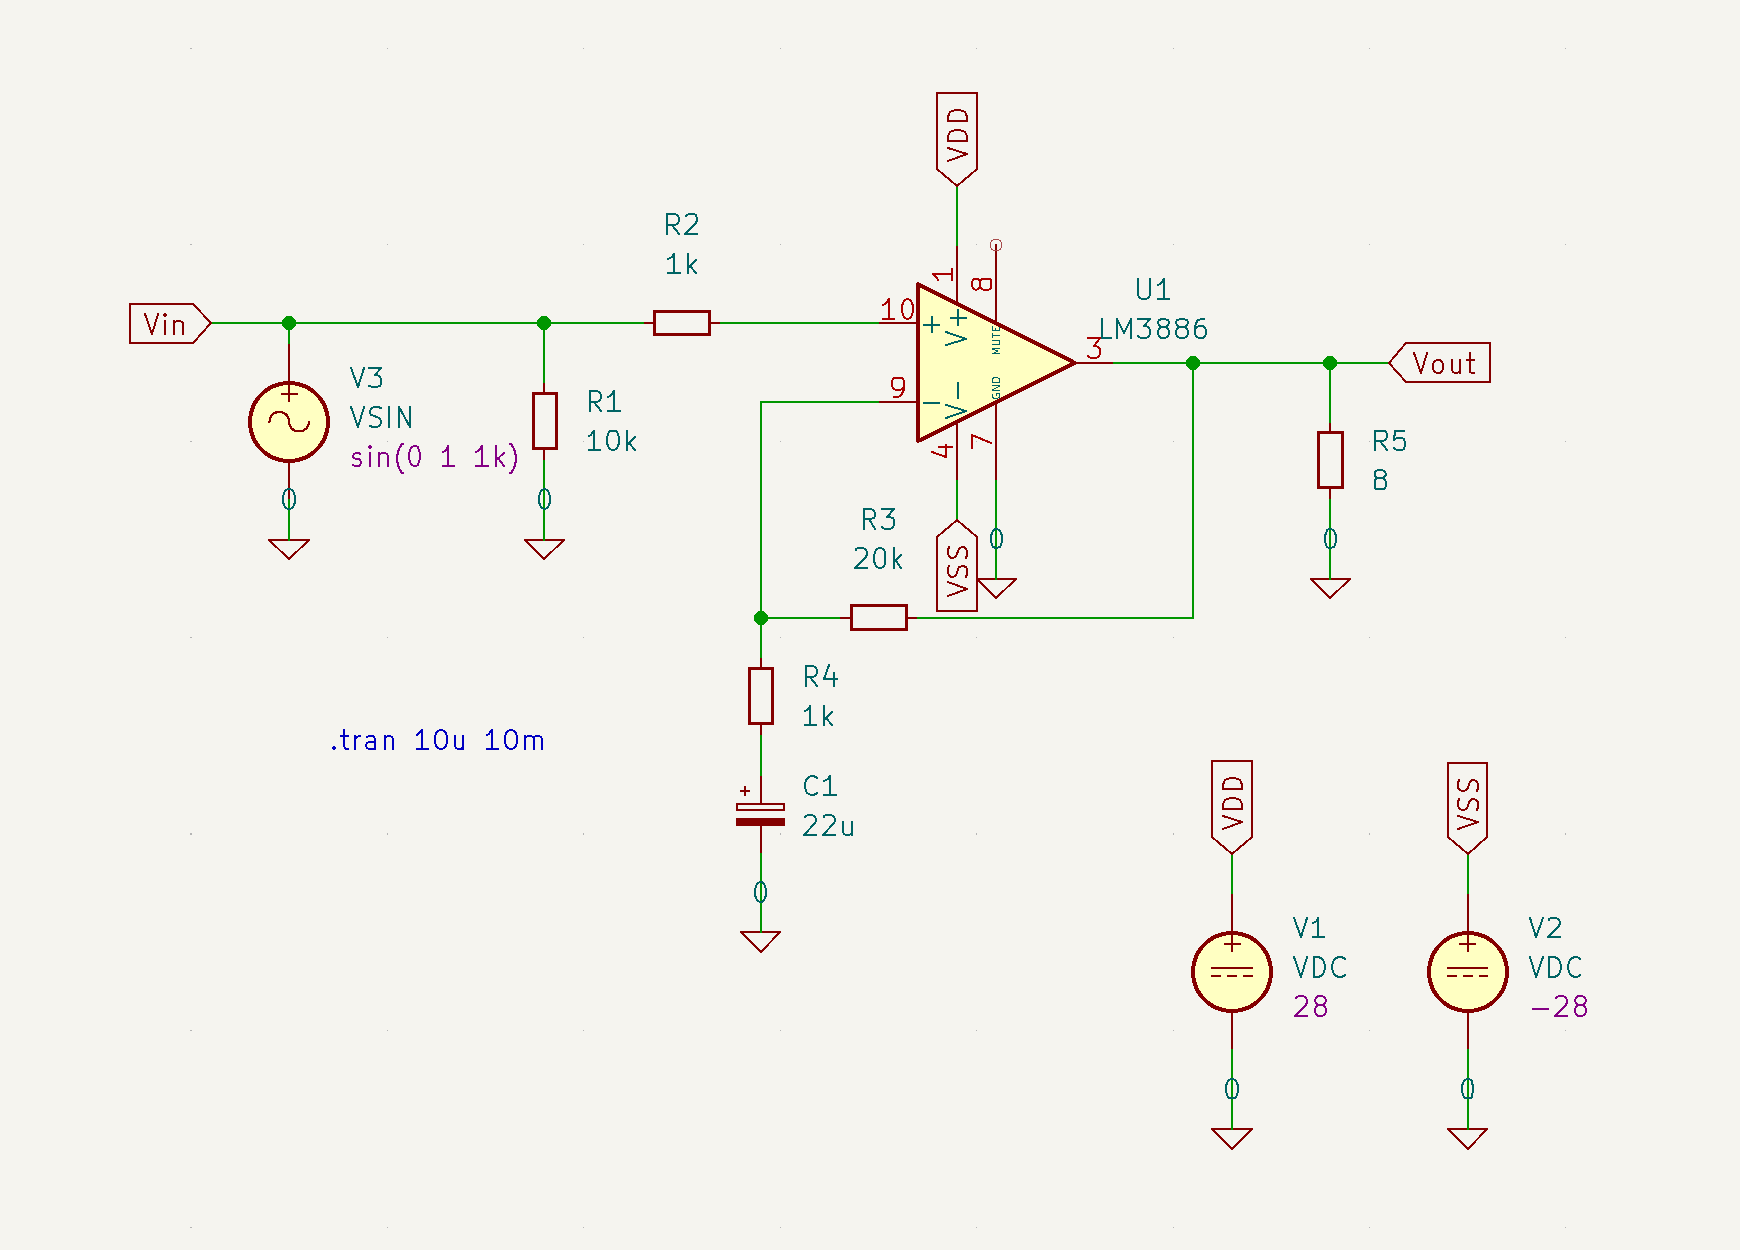 VDD
R2
1k
1
8
U1
LM3886
10
Vin
+
V+
MUTE
3
Vout
V3
VSIN
sin(0 1 1k)
+
R1
10k
9
−
V−
GND
4
7
R5
8
0
0
R3
20k
VSS
0
0
R4
1k
.tran 10u 10m
+
C1
22u
0
VDD
VSS
+
V1
VDC
28
+
V2
VDC
−28
0
0